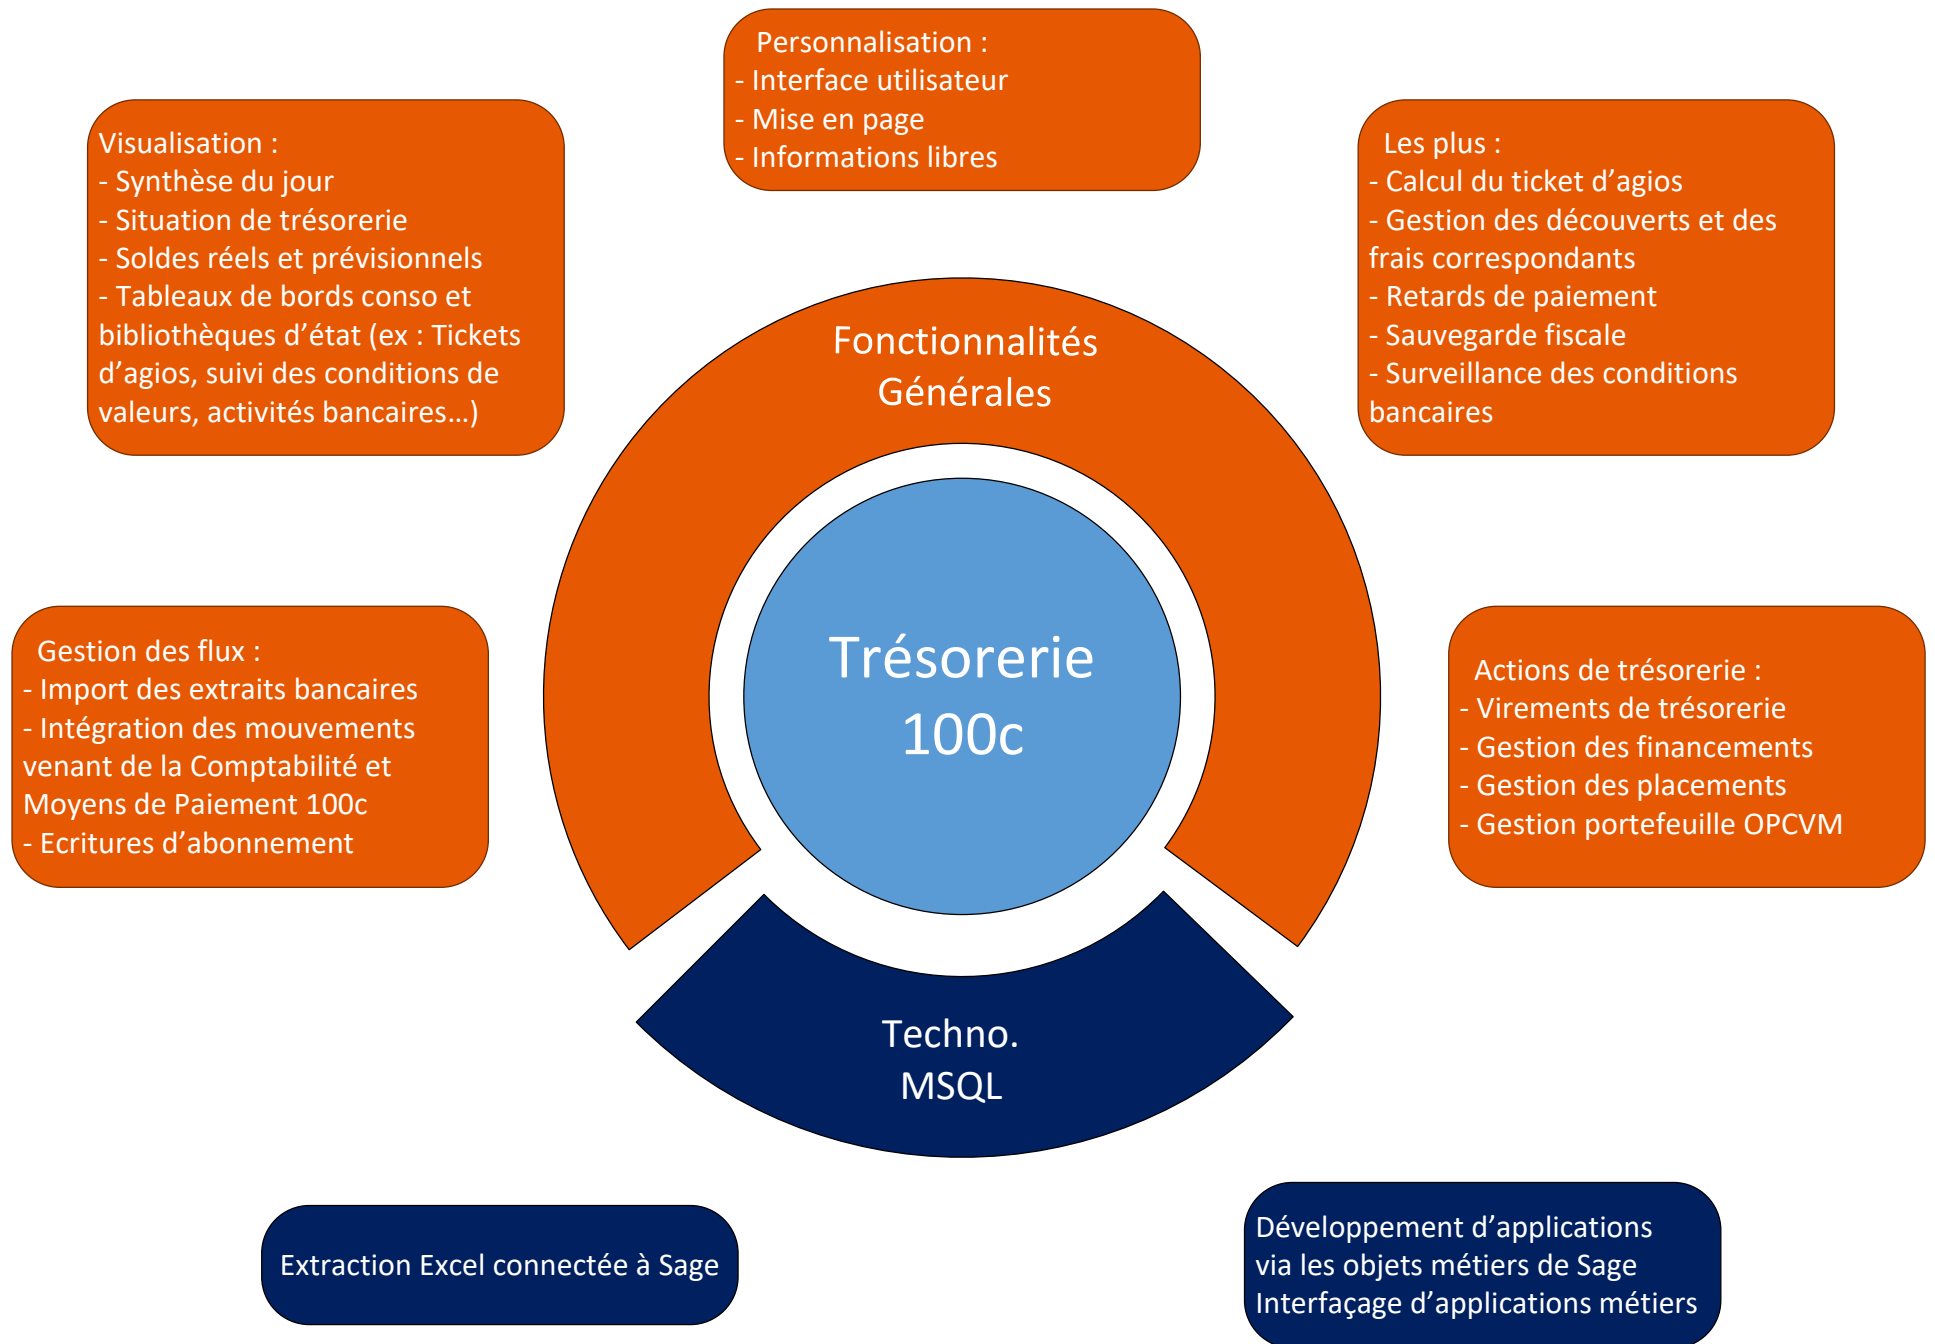 Personnalisation :
- Interface utilisateur
- Mise en page
- Informations libres
Visualisation :
- Synthèse du jour
- Situation de trésorerie
- Soldes réels et prévisionnels
- Tableaux de bords conso et
bibliothèques d’état (ex : Tickets
d’agios, suivi des conditions de
valeurs, activités bancaires…)
Les plus :
- Calcul du ticket d’agios
- Gestion des découverts et des
frais correspondants
- Retards de paiement
- Sauvegarde fiscale
- Surveillance des conditions
bancaires
Fonctionnalités
Générales
Gestion des flux :
- Import des extraits bancaires
- Intégration des mouvements
venant de la Comptabilité et
Moyens de Paiement 100c
- Ecritures d’abonnement
Trésorerie
100c
Actions de trésorerie :
- Virements de trésorerie
- Gestion des financements
- Gestion des placements
- Gestion portefeuille OPCVM
Techno.
MSQL
Extraction Excel connectée à Sage
Développement d’applications
via les objets métiers de Sage
Interfaçage d’applications métiers